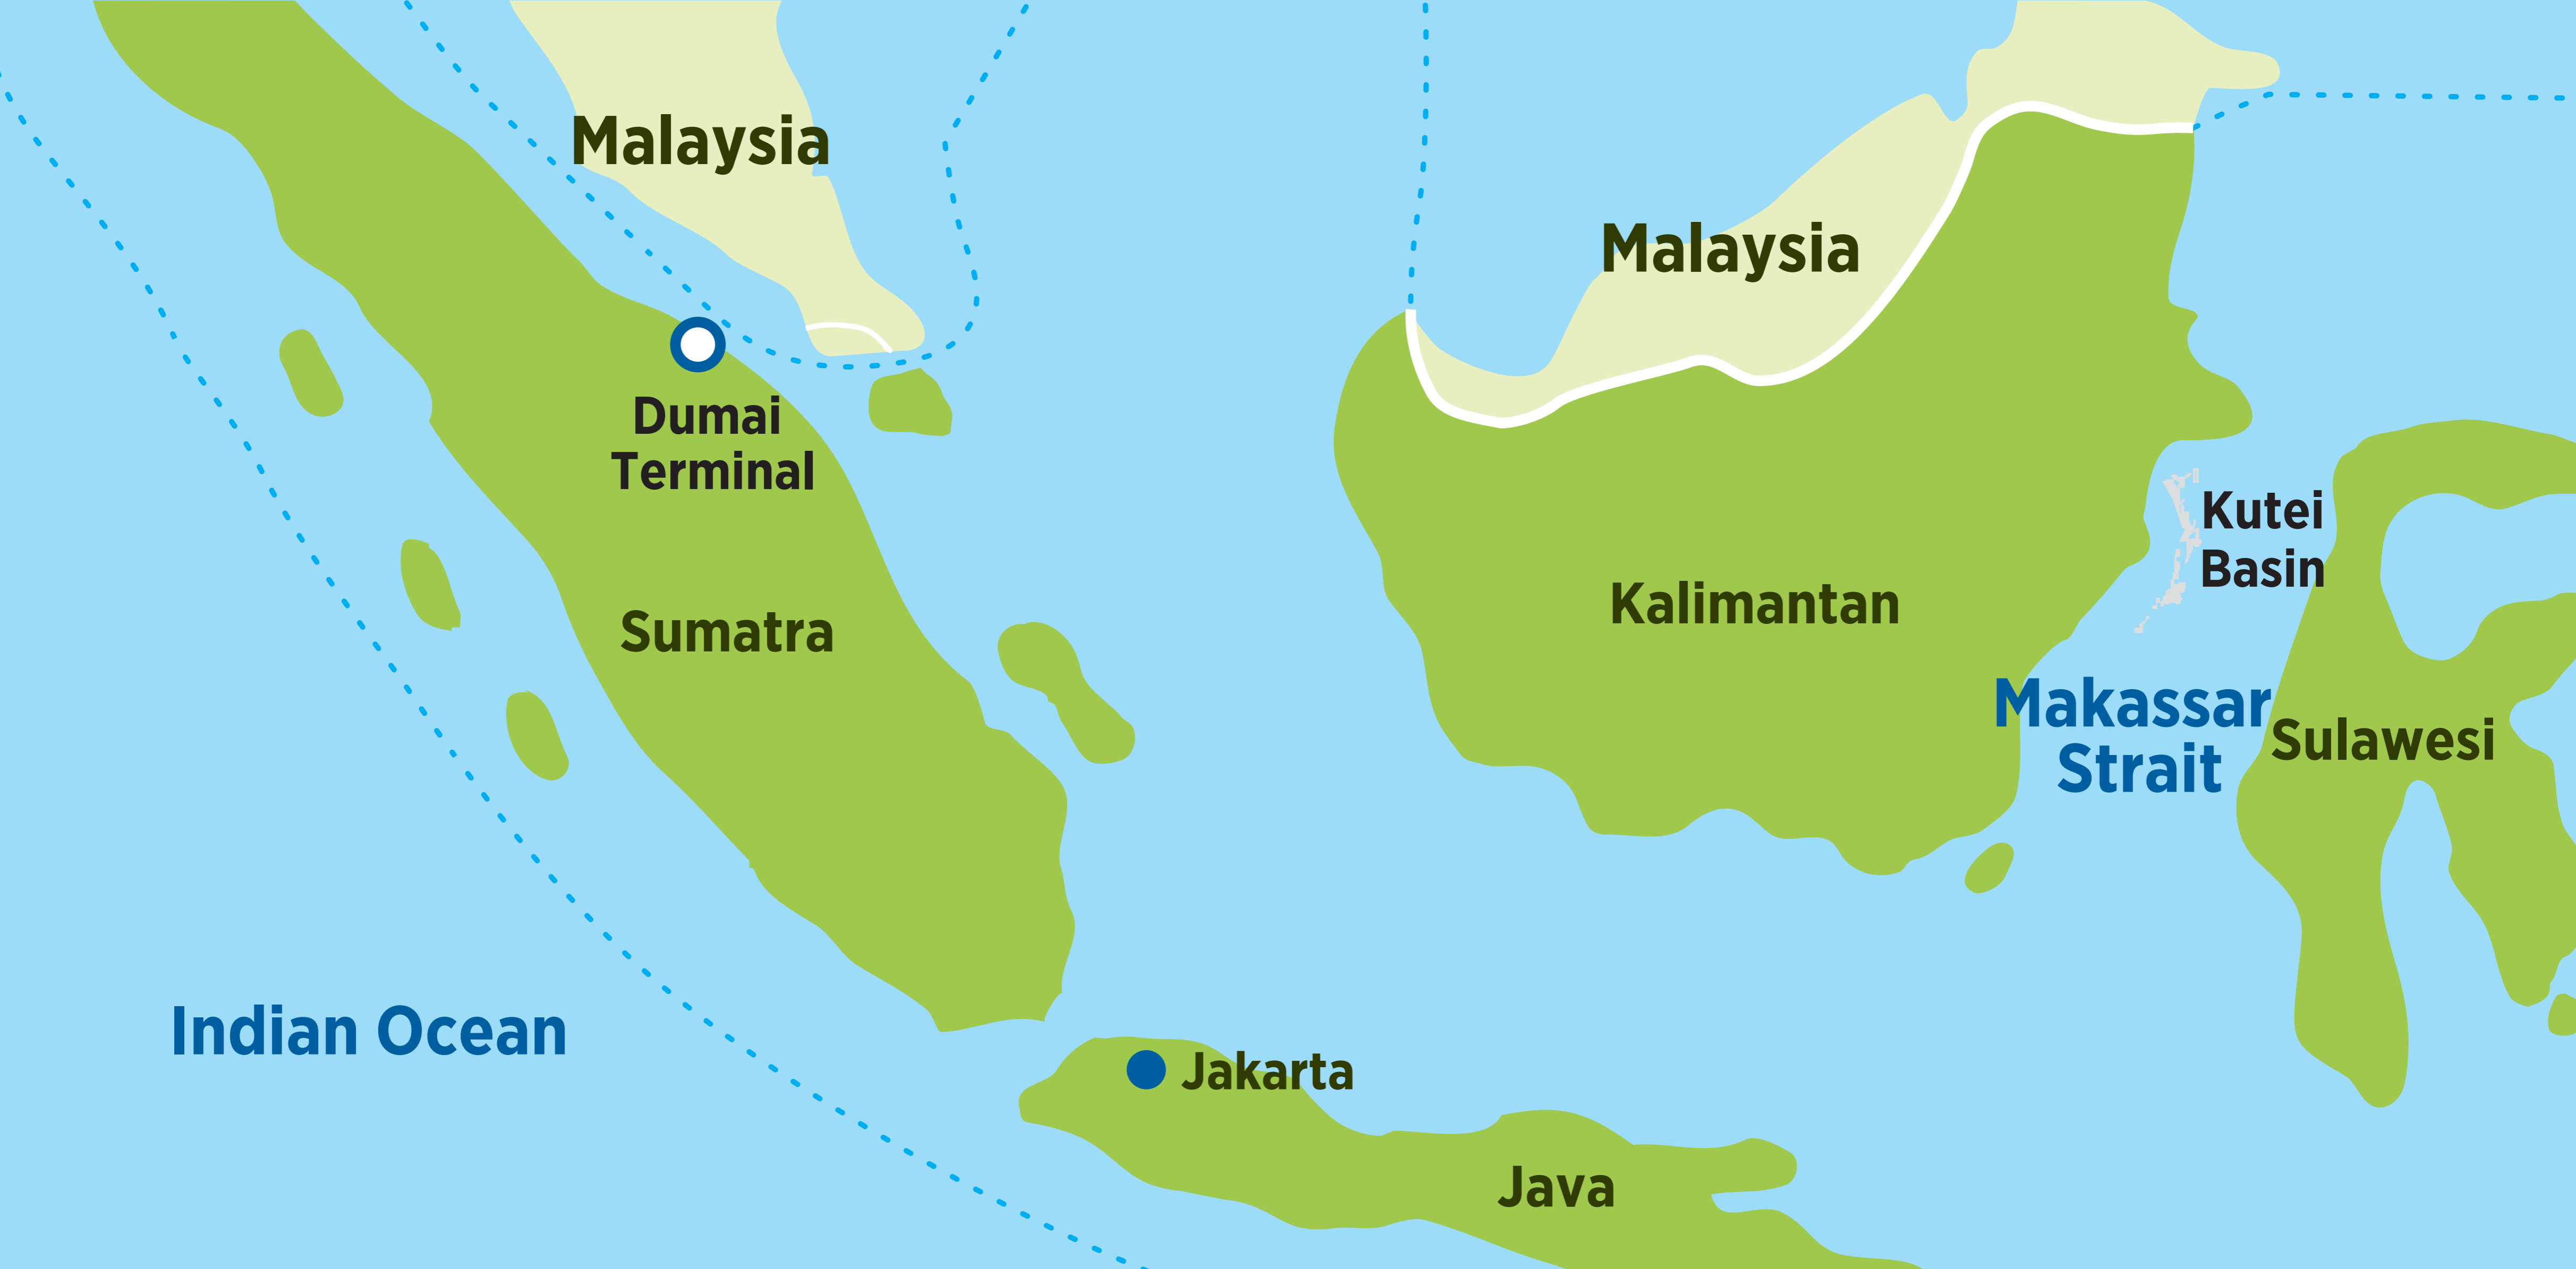 Malaysia
Malaysia
Dumai
Terminal
Kutei
Basin
Kalimantan
Sumatra
Makassar
Strait
Sulawesi
Indian Ocean
Jakarta
Java